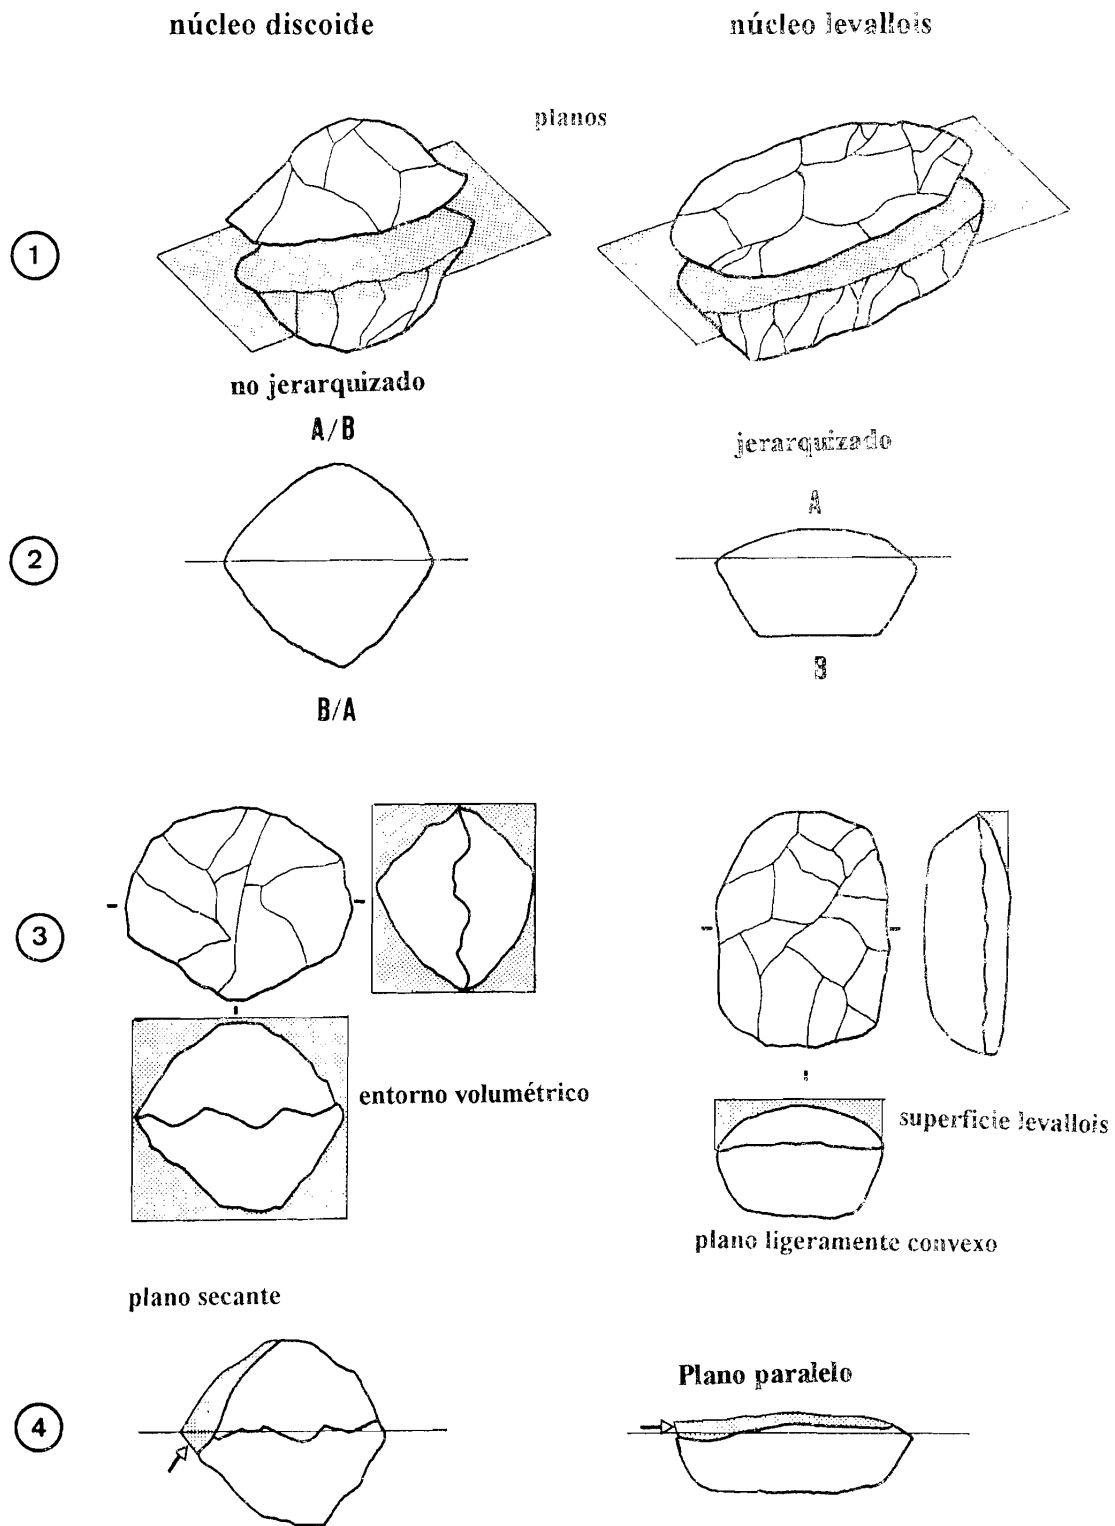 núcleo discoide
núcleo levallois
planos
1
no jerarquizado
A/B
jerarquizado
A
2
B
B/A
3
entorno volumétrico
superficie levallois
plano ligeramente convexo
plano secante
Plano paralelo
4